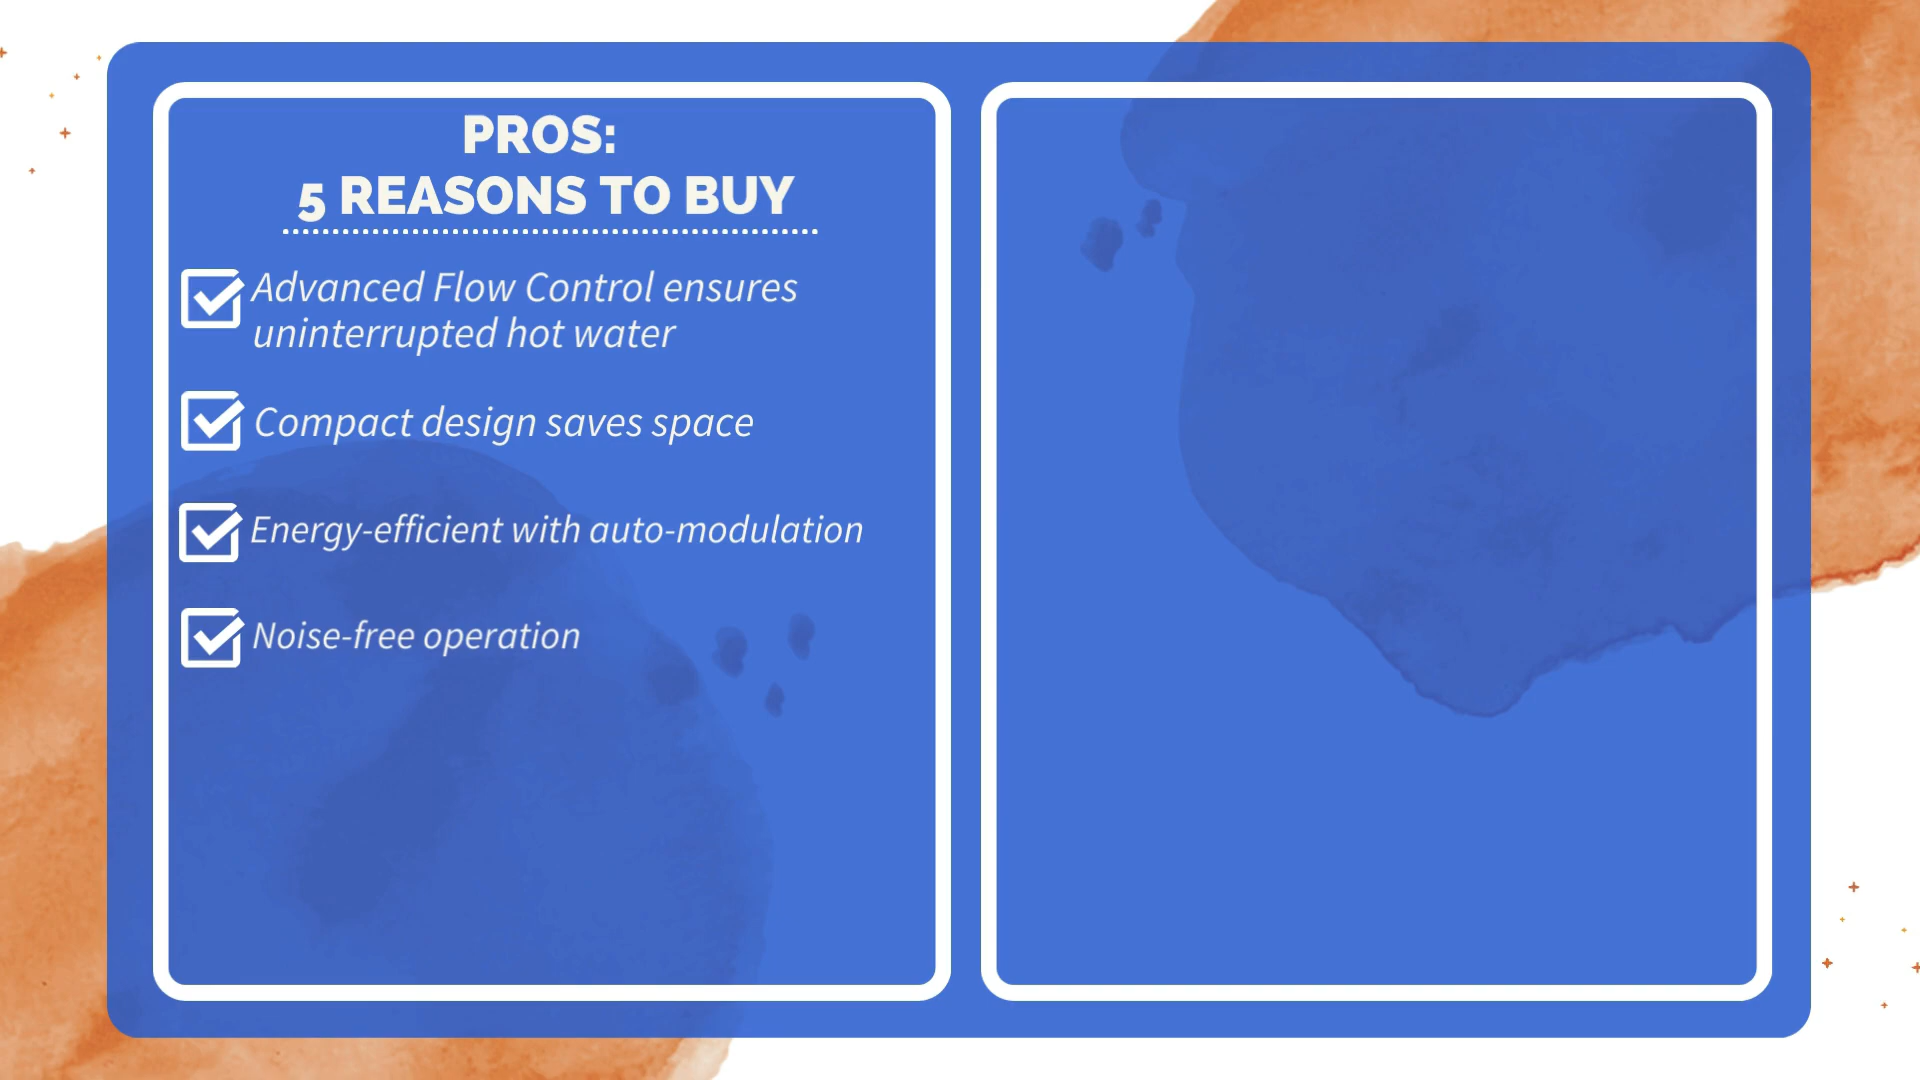 PROS:
5 REASONS TO BUY
Advanced Flow Control ensures
uninterrupted hot water
Compact design saves space
Energy-efficient with auto-modulation
Noise-free operation